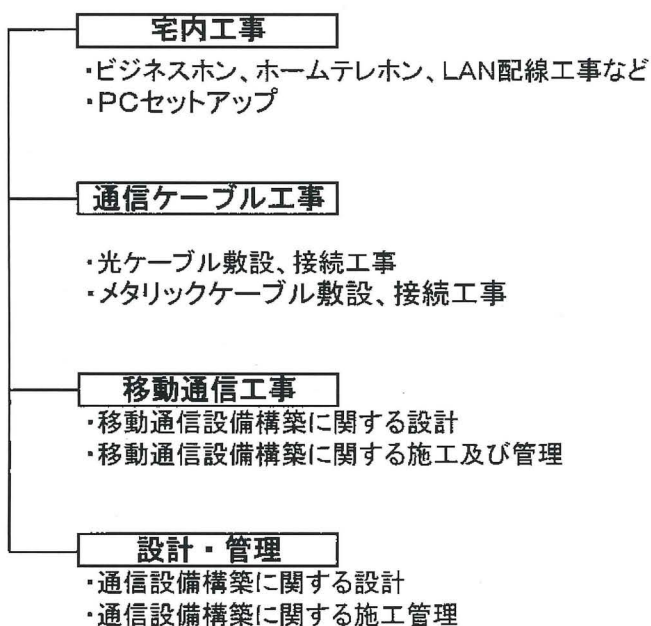 宅内工事
・ビジネスホン、ホームテレホン、LAN配線工事など
・PCセットアップ
通信ケーブル工事
・光ケーブル敷設、接続工事
・メタリックケーブル敷設、接続工事
移動通信工事
・移動通信設備構築に関する設計
・移動通信設備構築に関する施工及び管理
設計・管理
・通信設備構築に関する設計
・通信設備構築に関する施工管理